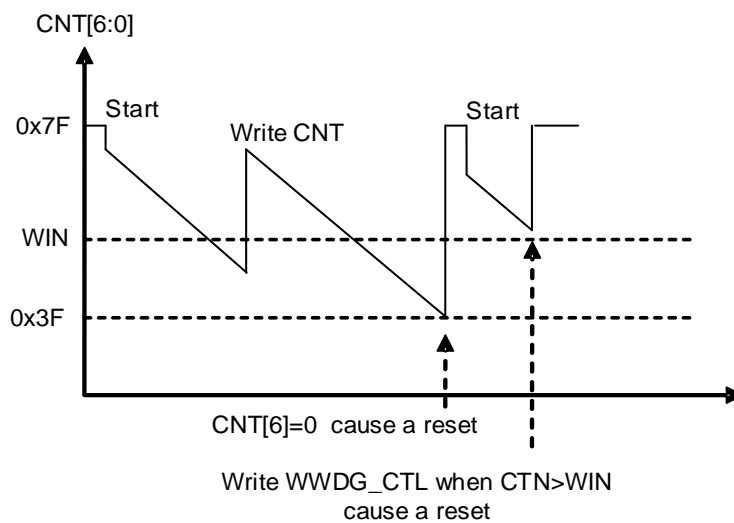 CNT[6:0]
Start
Start
0x7F
Write CNT
WIN
0x3F
CNT[6]=0 cause a reset
Write WWDG_CTL when CTN>WIN
cause a reset